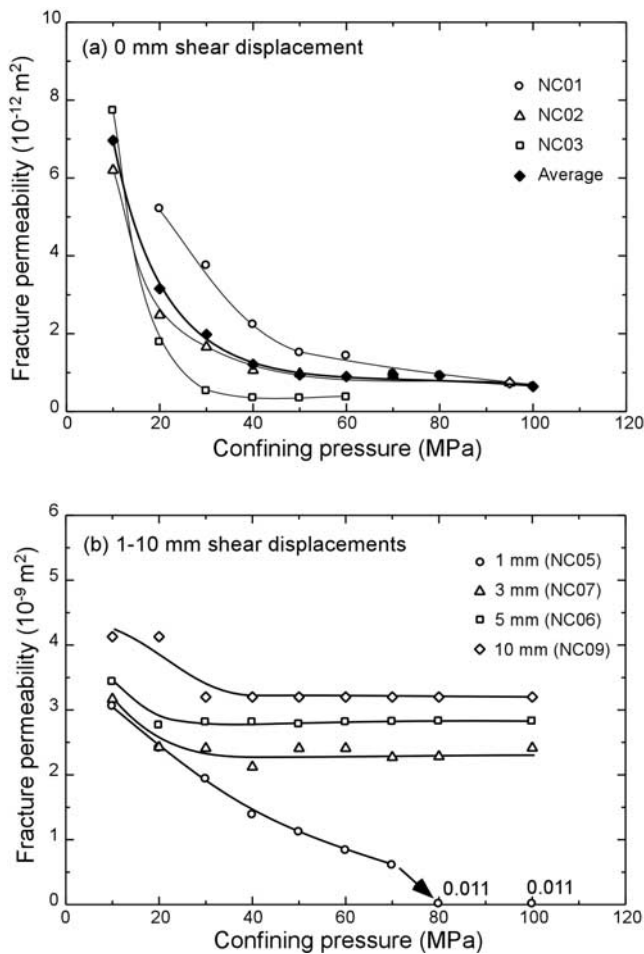 Fracture permeability (10⁻¹² m²)
10
8
6
4
2
0
(a) 0 mm shear displacement
NC01
NC02
NC03
Average
0 20 40 60 80 100 120
Confining pressure (MPa)
Fracture permeability (10⁻⁹ m²)
6
5
4
3
2
1
0
(b) 1-10 mm shear displacements
1 mm (NC05)
3 mm (NC07)
5 mm (NC06)
10 mm (NC09)
0.011 0.011
0 20 40 60 80 100 120
Confining pressure (MPa)